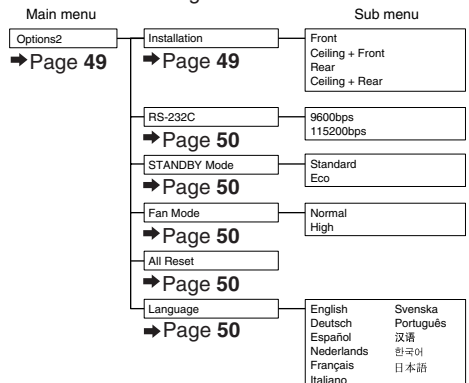 Main menu
Sub menu
Options2
➡Page 49
Installation
➡Page 49
Front
Ceiling + Front
Rear
Ceiling + Rear
RS-232C
➡Page 50
9600bps
115200bps
STANDBY Mode
➡Page 50
Standard
Eco
Fan Mode
➡Page 50
Normal
High
All Reset
➡Page 50
Language
➡Page 50
English Svenska
Deutsch Português
Español 汉语
Nederlands 한국어
Français 日本語
Italiano